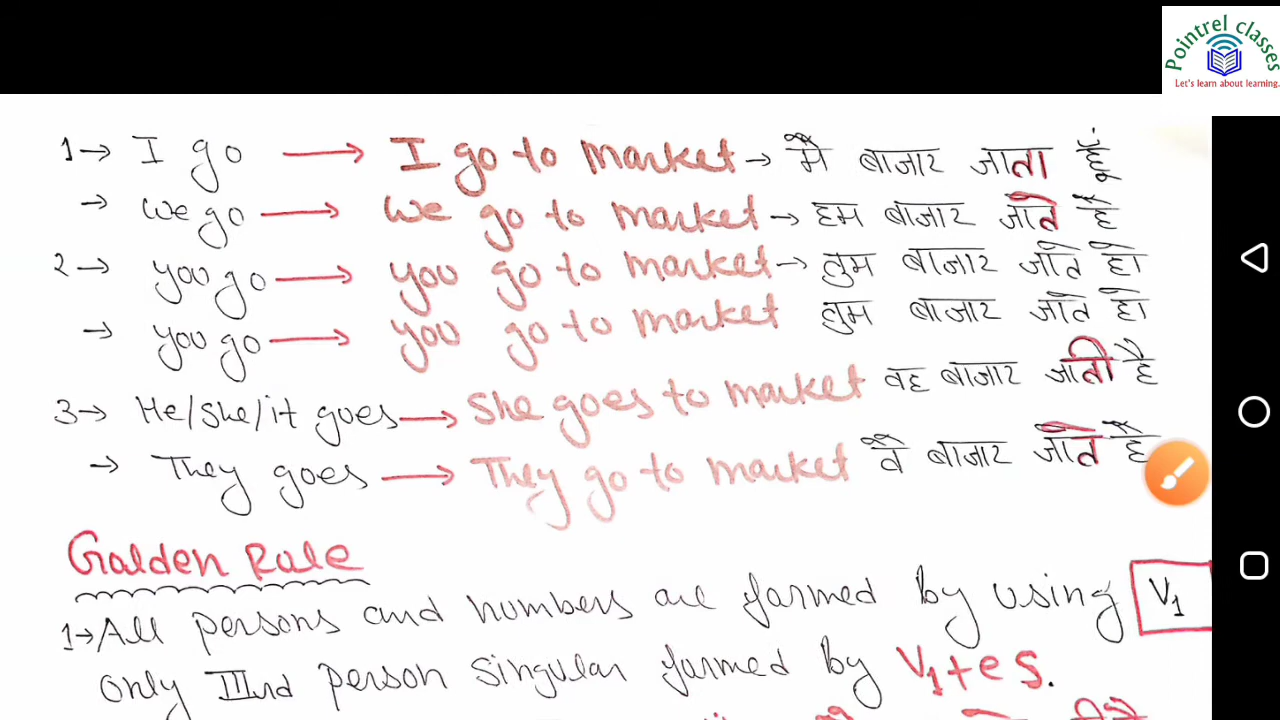 Pointrel classes
Let's learn about learning.
1→ I go → I go to market → मैं बाजार जाता हूँ
→ We go → We go to market → हम बाजार जाते है
2→ you go → you go to market → तुम बाजार जाते हो
→ you go → you go to market तुम बाजार जाते हो
3→ He/She/it goes → She goes to market वह बाजार जाती है
→ They goes → They go to market वे बाजार जाते है
Golden Rule
1→ All persons and numbers are formed by using V1
only IIInd person singular formed by V1+es.